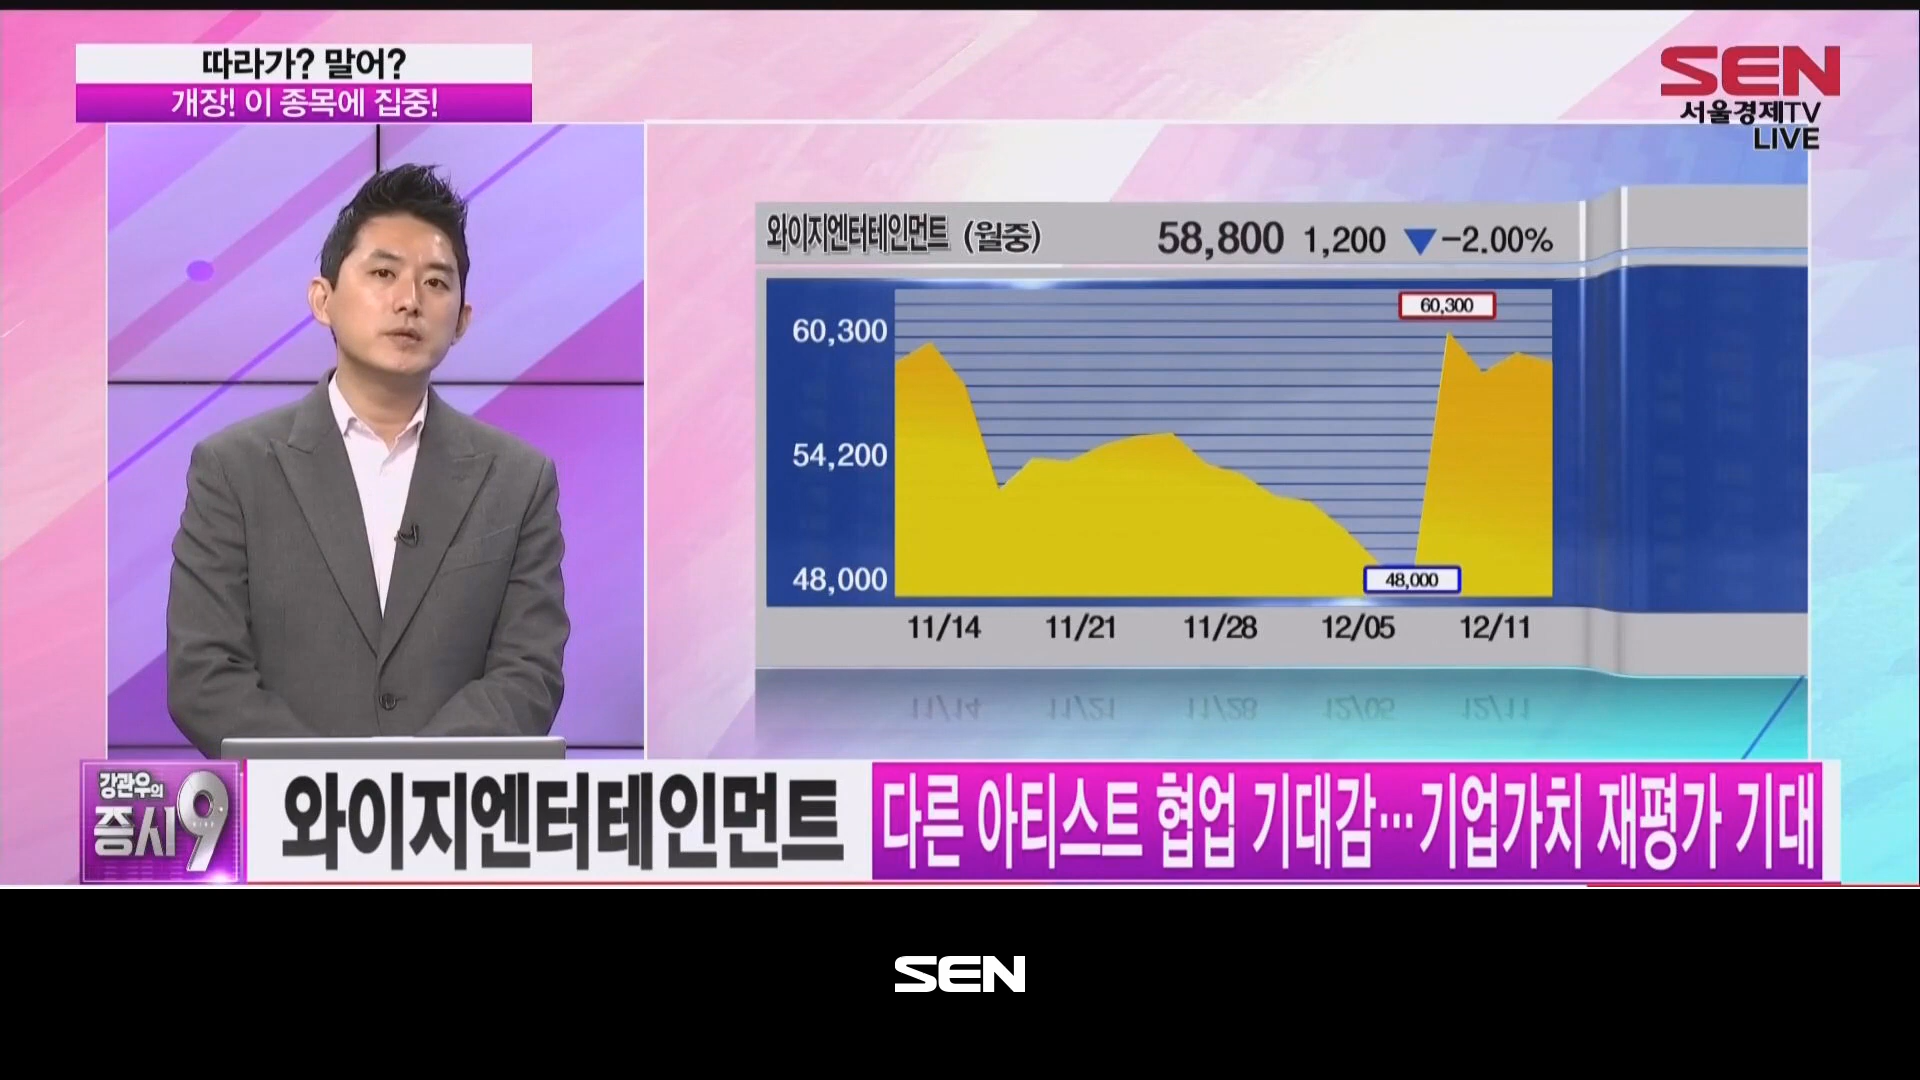 따라가? 말어?
개장! 이 종목에 집중!
SEN
서울경제TV
LIVE
와이지엔터테인먼트 (월중) 58,800 1,200 ▼-2.00%
60,300
54,200
48,000
60,300
48,000
11/14 11/21 11/28 12/05 12/11
강관우의
증시9
와이지엔터테인먼트 다른 아티스트 협업 기대감…기업가치 재평가 기대
SEN